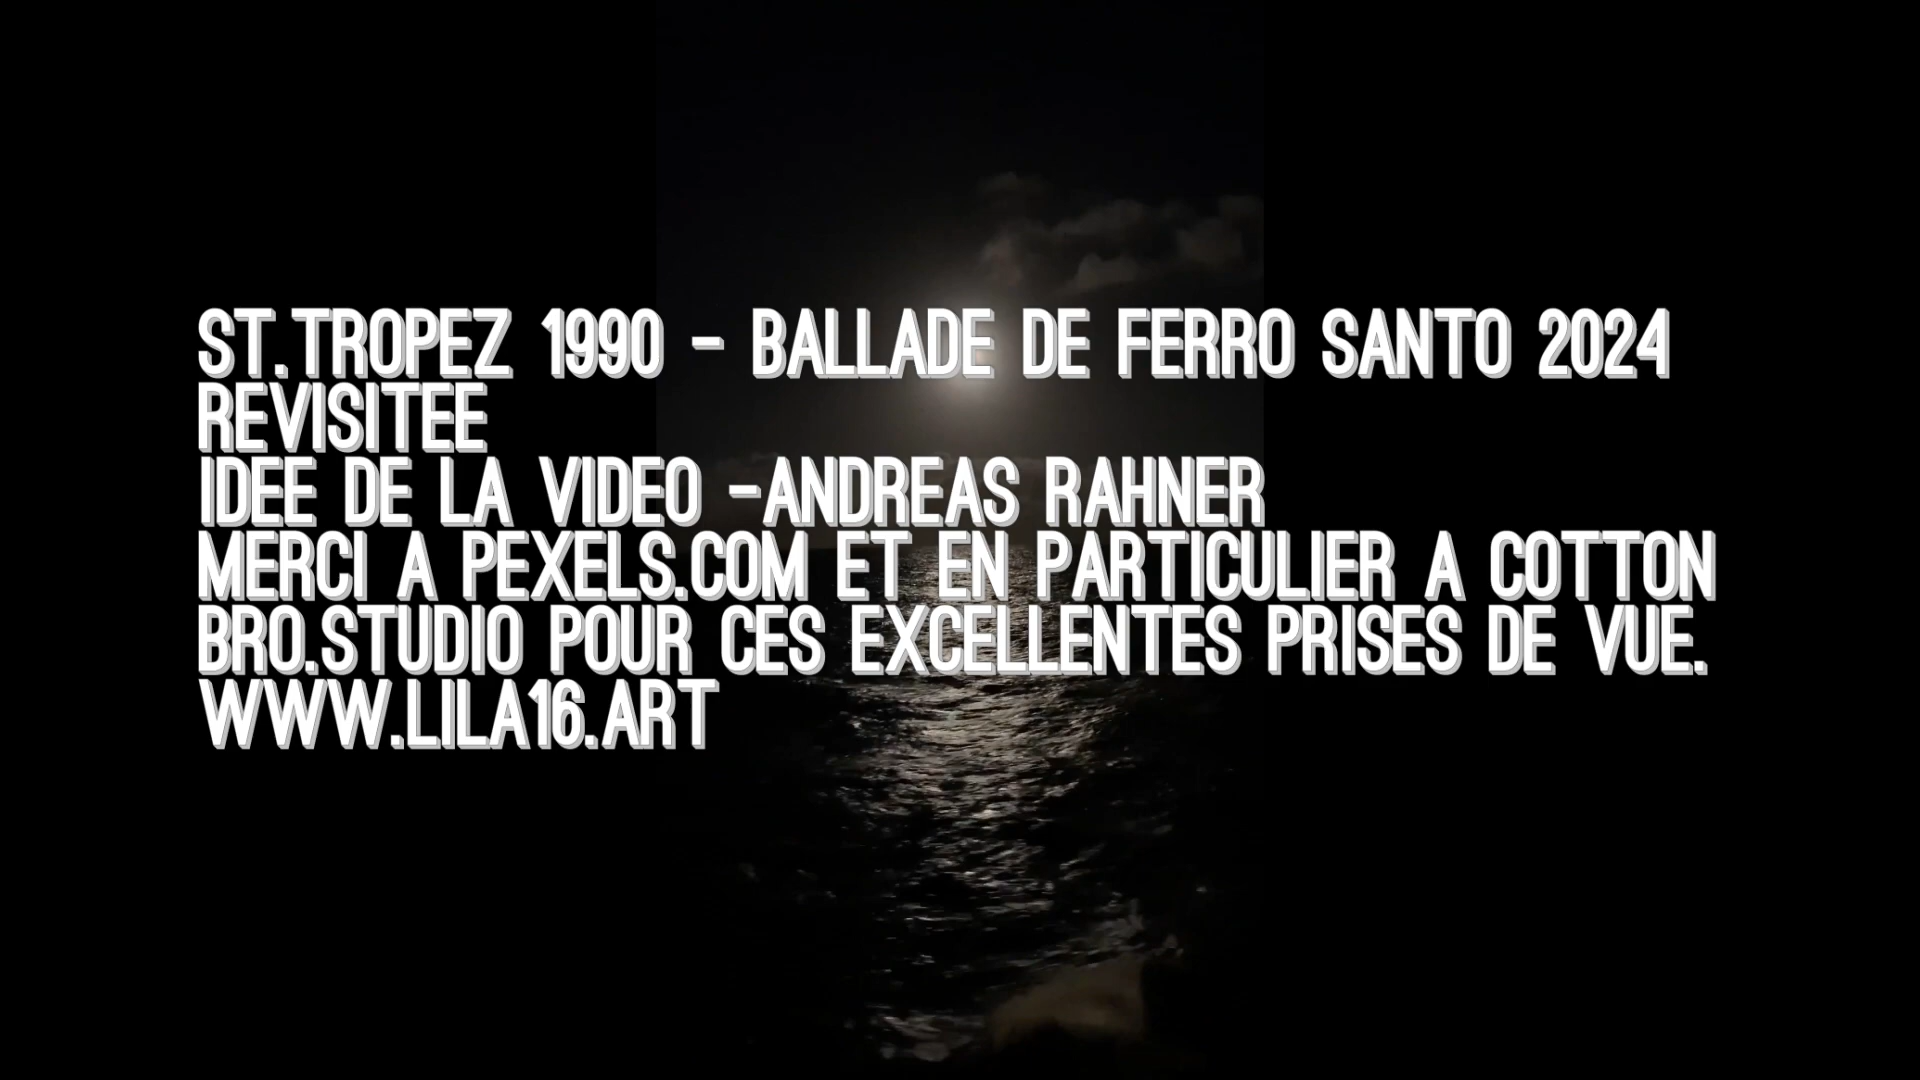 ST.TROPEZ 1990 - BALLADE DE FERRO SANTO 2024
REVISITEE
IDEE DE LA VIDEO -ANDREAS RAHNER
MERCI A PEXELS.COM ET EN PARTICULIER A COTTON
BRO.STUDIO POUR CES EXCELLENTES PRISES DE VUE.
WWW.LILA16.ART